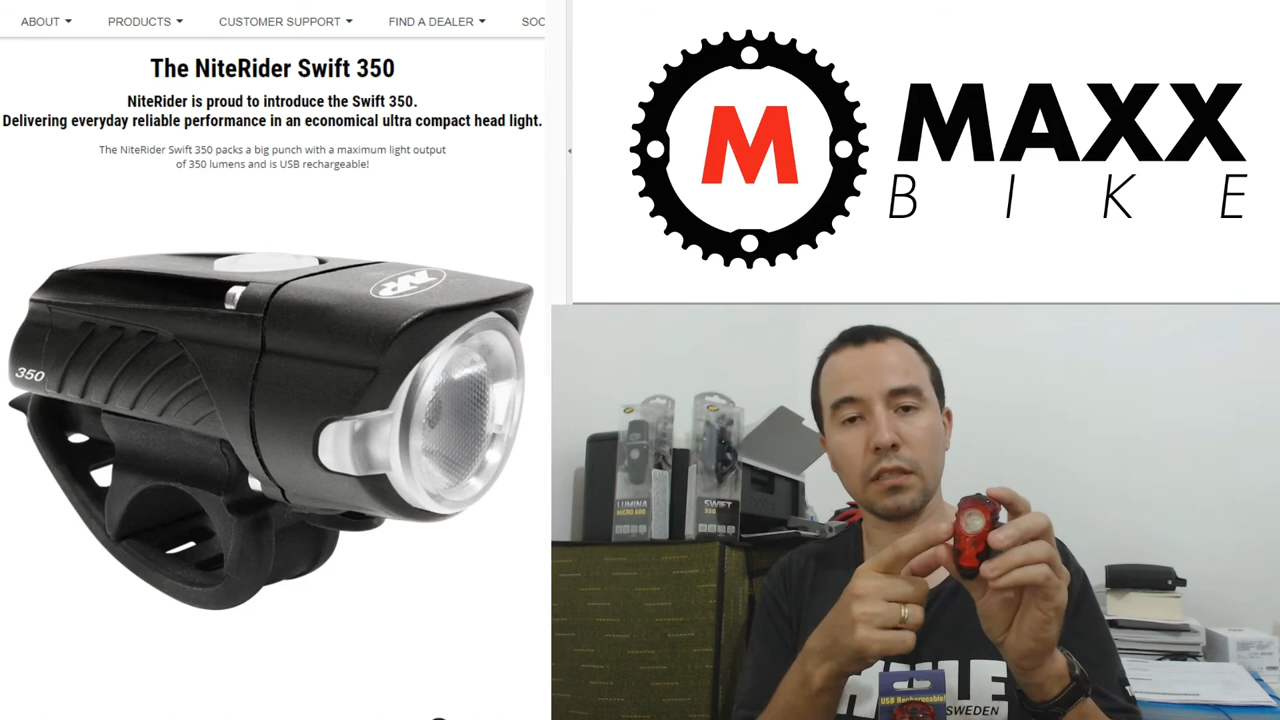 ABOUT PRODUCTS CUSTOMER SUPPORT FIND A DEALER SOC
The NiteRider Swift 350
NiteRider is proud to introduce the Swift 350.
Delivering everyday reliable performance in an economical ultra compact head light.
The NiteRider Swift 350 packs a big punch with a maximum light output
of 350 lumens and is USB rechargeable!
NR
350
M
MAXX
BIKE
LUMINA
MICRO 600
SWIFT
350
USB Rechargeable!
SWEDEN